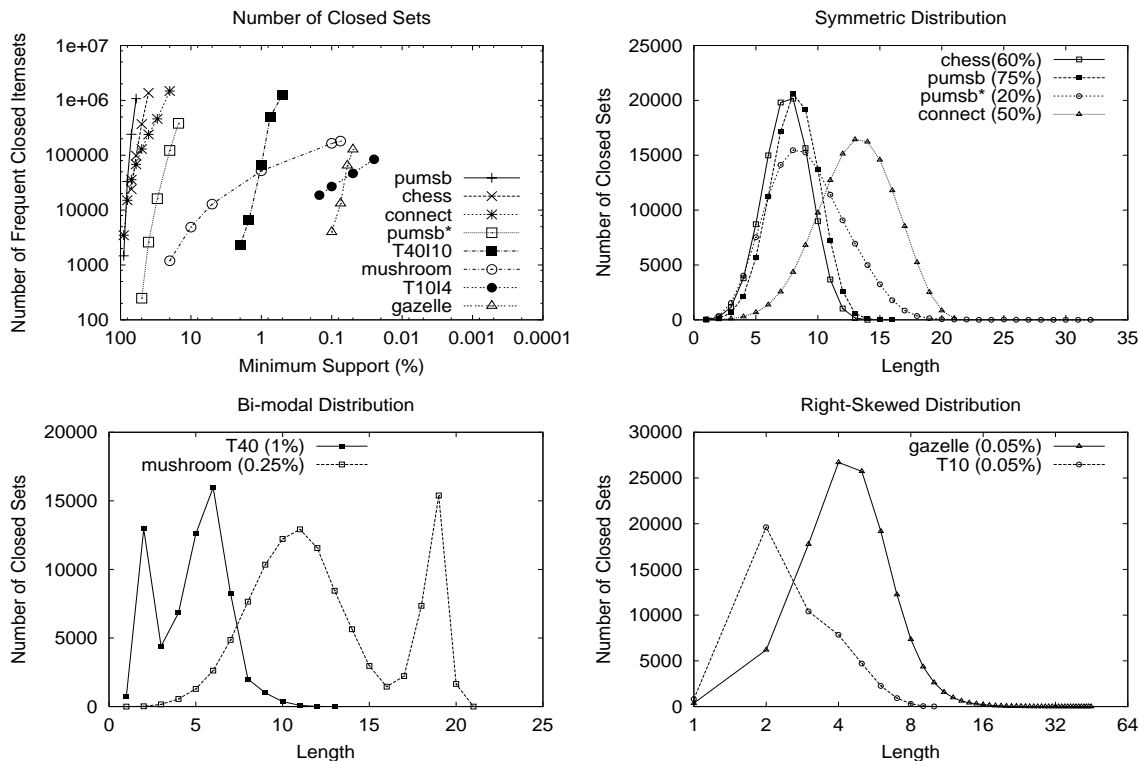 Number of Closed Sets
Number of Frequent Closed Itemsets
1e+07
1e+06
100000
10000
1000
100
100
10
1
0.1
0.01
0.001
0.0001
Minimum Support (%)
pumsb
chess
connect
pumsb*
T40I10
mushroom
T10I4
gazelle
Symmetric Distribution
Number of Closed Sets
25000
20000
15000
10000
5000
0
0
5
10
15
20
25
30
35
Length
chess(60%)
pumsb (75%)
pumsb* (20%)
connect (50%)
Bi-modal Distribution
Number of Closed Sets
20000
15000
10000
5000
0
0
5
10
15
20
25
Length
T40 (1%)
mushroom (0.25%)
Right-Skewed Distribution
Number of Closed Sets
30000
25000
20000
15000
10000
5000
0
1
2
4
8
16
32
64
Length
gazelle (0.05%)
T10 (0.05%)